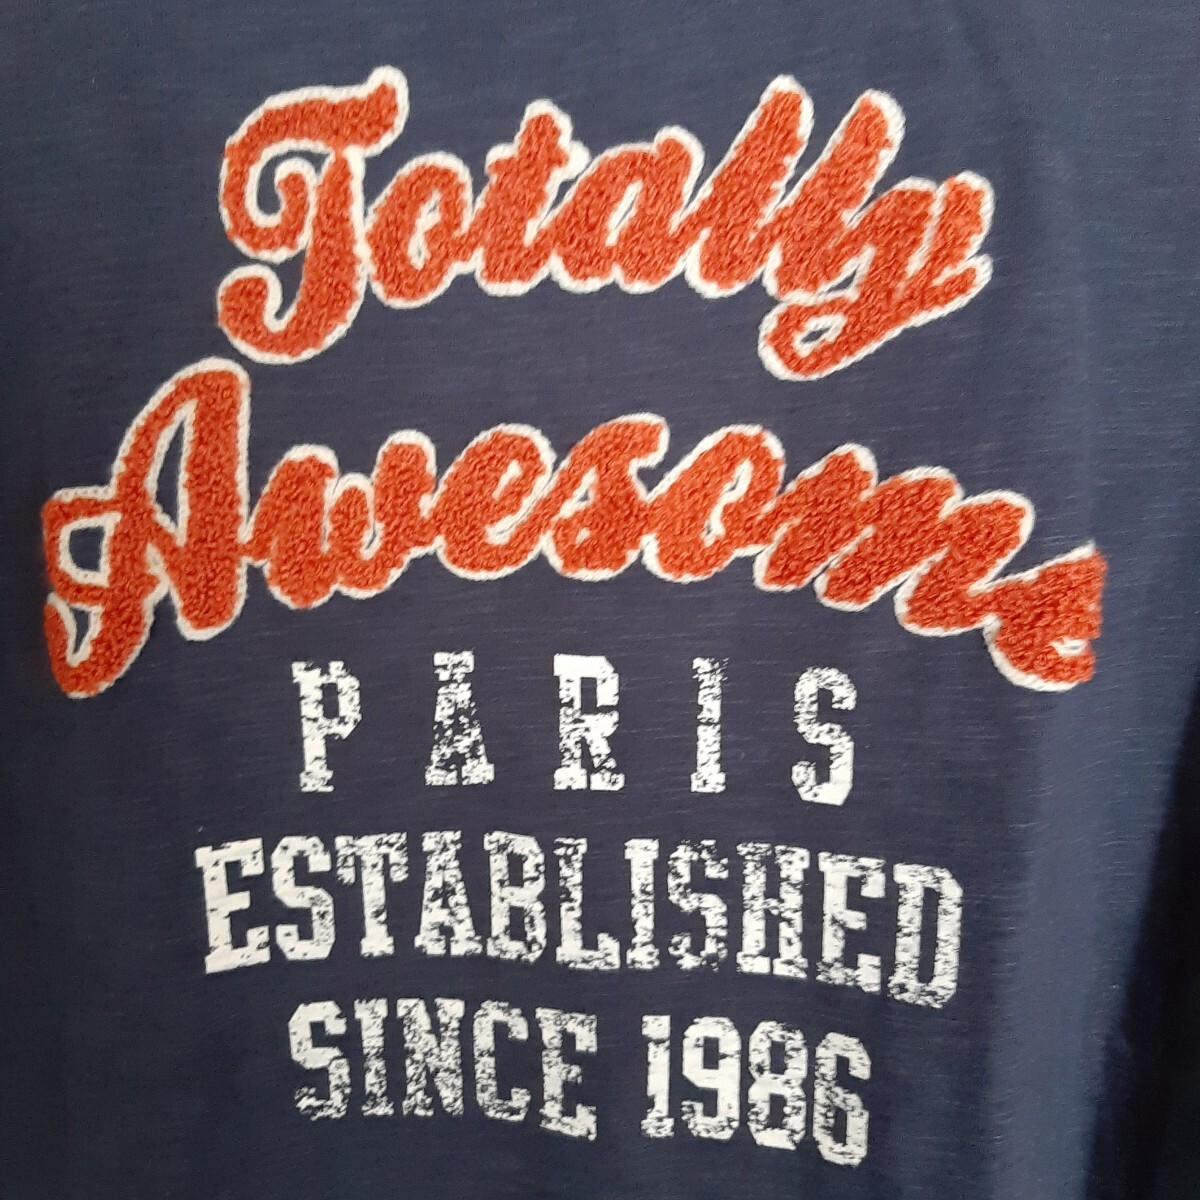 Totally
Awesome
PARIS
ESTABLISHED
SINCE 1986